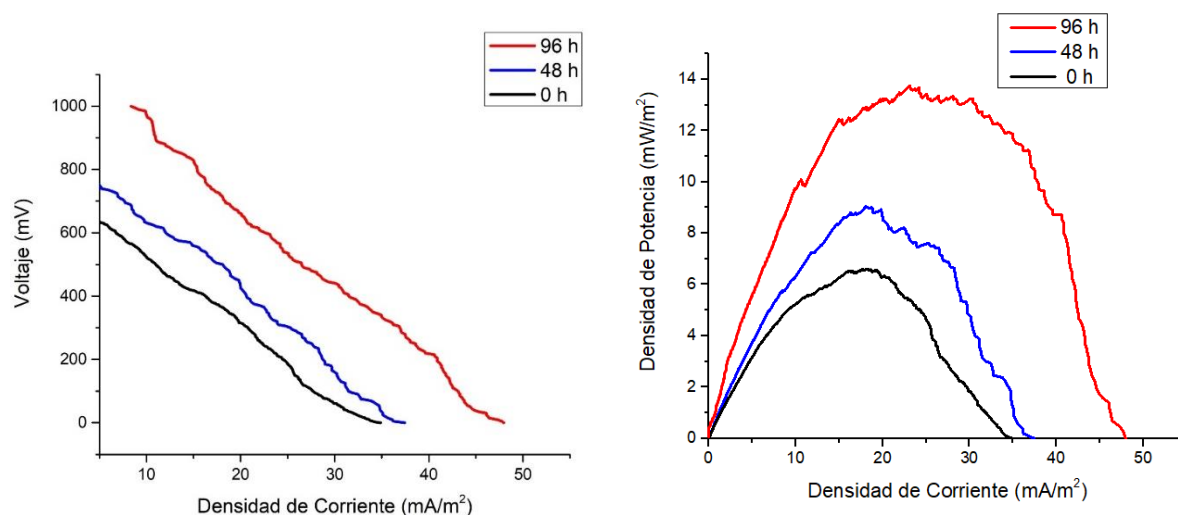 96 h
48 h
0 h
1000
800
600
400
200
0
Voltaje (mV)
10
20
30
40
50
Densidad de Corriente (mA/m²)
96 h
48 h
0 h
14
12
10
8
6
4
2
0
Densidad de Potencia (mW/m²)
0
10
20
30
40
50
Densidad de Corriente (mA/m²)